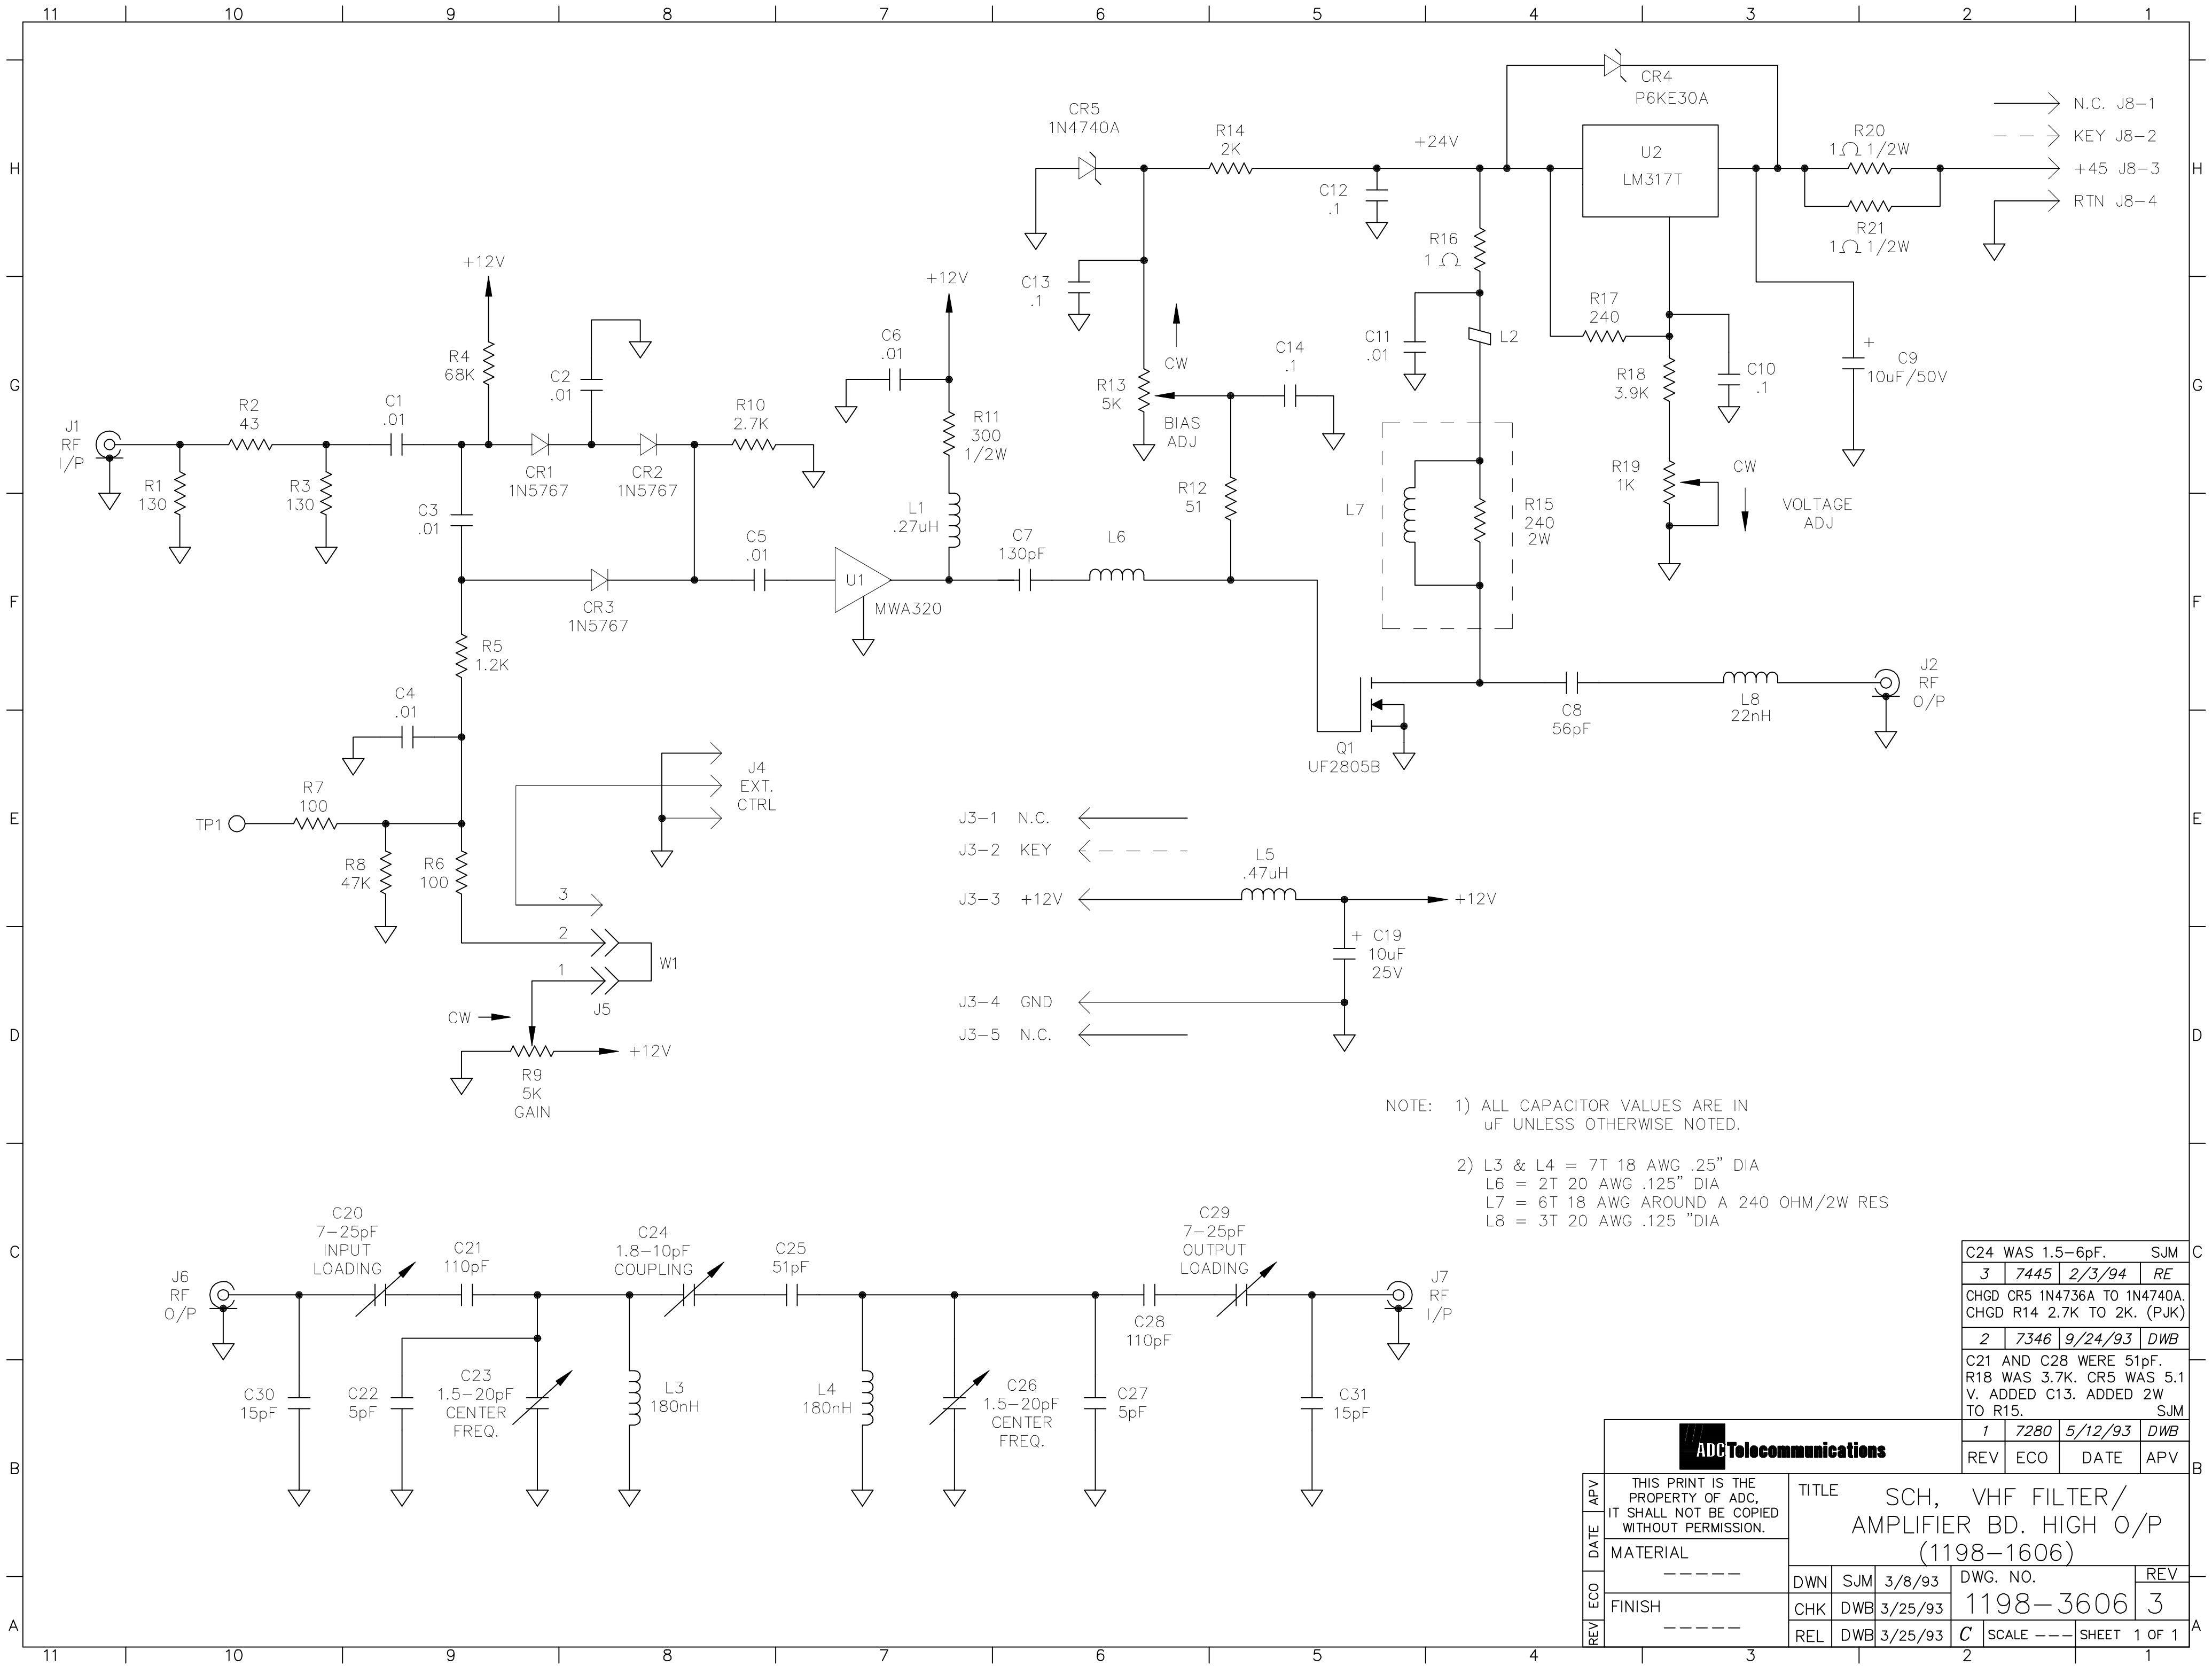 11 10 9 8 7 6 5 4 3 2 1
H
G
F
E
D
C
B
A
CR5
1N4740A
R14
2K
+24V
CR4
P6KE30A
U2
LM317T
R20
1Ω 1/2W
R21
1Ω 1/2W
N.C. J8-1
KEY J8-2
+45 J8-3
RTN J8-4
C12
.1
R16
1 Ω
C13
.1
CW
R13
5K
BIAS
ADJ
C14
.1
C11
.01
L2
R17
240
R18
3.9K
C10
.1
+
C9
10uF/50V
R19
1K
CW
VOLTAGE
ADJ
+12V
R4
68K
C2
.01
C6
.01
+12V
J1
RF
I/P
R2
43
C1
.01
R10
2.7K
R11
300
1/2W
R1
130
R3
130
CR1
1N5767
CR2
1N5767
C3
.01
L1
.27uH
R12
51
L7
R15
240
2W
C5
.01
C7
130pF
L6
CR3
1N5767
U1
MWA320
R5
1.2K
C4
.01
Q1
UF2805B
C8
56pF
L8
22nH
J2
RF
O/P
TP1
R7
100
R8
47K
R6
100
J4
EXT.
CTRL
3
2
1
W1
J5
CW
+12V
R9
5K
GAIN
J3-1 N.C.
J3-2 KEY
J3-3 +12V
L5
.47uH
+12V
+ C19
10uF
25V
J3-4 GND
J3-5 N.C.
NOTE: 1) ALL CAPACITOR VALUES ARE IN
uF UNLESS OTHERWISE NOTED.
2) L3 & L4 = 7T 18 AWG .25" DIA
L6 = 2T 20 AWG .125" DIA
L7 = 6T 18 AWG AROUND A 240 OHM/2W RES
L8 = 3T 20 AWG .125 "DIA
J6
RF
O/P
C20
7-25pF
INPUT
LOADING
C21
110pF
C24
1.8-10pF
COUPLING
C25
51pF
C29
7-25pF
OUTPUT
LOADING
C28
110pF
J7
RF
I/P
C30
15pF
C22
5pF
C23
1.5-20pF
CENTER
FREQ.
L3
180nH
L4
180nH
C26
1.5-20pF
CENTER
FREQ.
C27
5pF
C31
15pF
C24 WAS 1.5-6pF. SJM
3 7445 2/3/94 RE
CHGD CR5 1N4736A TO 1N4740A.
CHGD R14 2.7K TO 2K. (PJK)
2 7346 9/24/93 DWB
C21 AND C28 WERE 51pF.
R18 WAS 3.7K. CR5 WAS 5.1
V. ADDED C13. ADDED 2W
TO R15. SJM
1 7280 5/12/93 DWB
REV ECO DATE APV
ADC Telecommunications
REV ECO DATE APV
THIS PRINT IS THE
PROPERTY OF ADC,
IT SHALL NOT BE COPIED
WITHOUT PERMISSION.
MATERIAL
-----
FINISH
-----
TITLE SCH, VHF FILTER/
AMPLIFIER BD. HIGH O/P
(1198-1606)
DWN SJM 3/8/93
CHK DWB 3/25/93
REL DWB 3/25/93
DWG. NO.
1198-3606
REV
3
C SCALE --- SHEET 1 OF 1
H
G
F
E
D
C
B
A
11 10 9 8 7 6 5 4 3 2 1